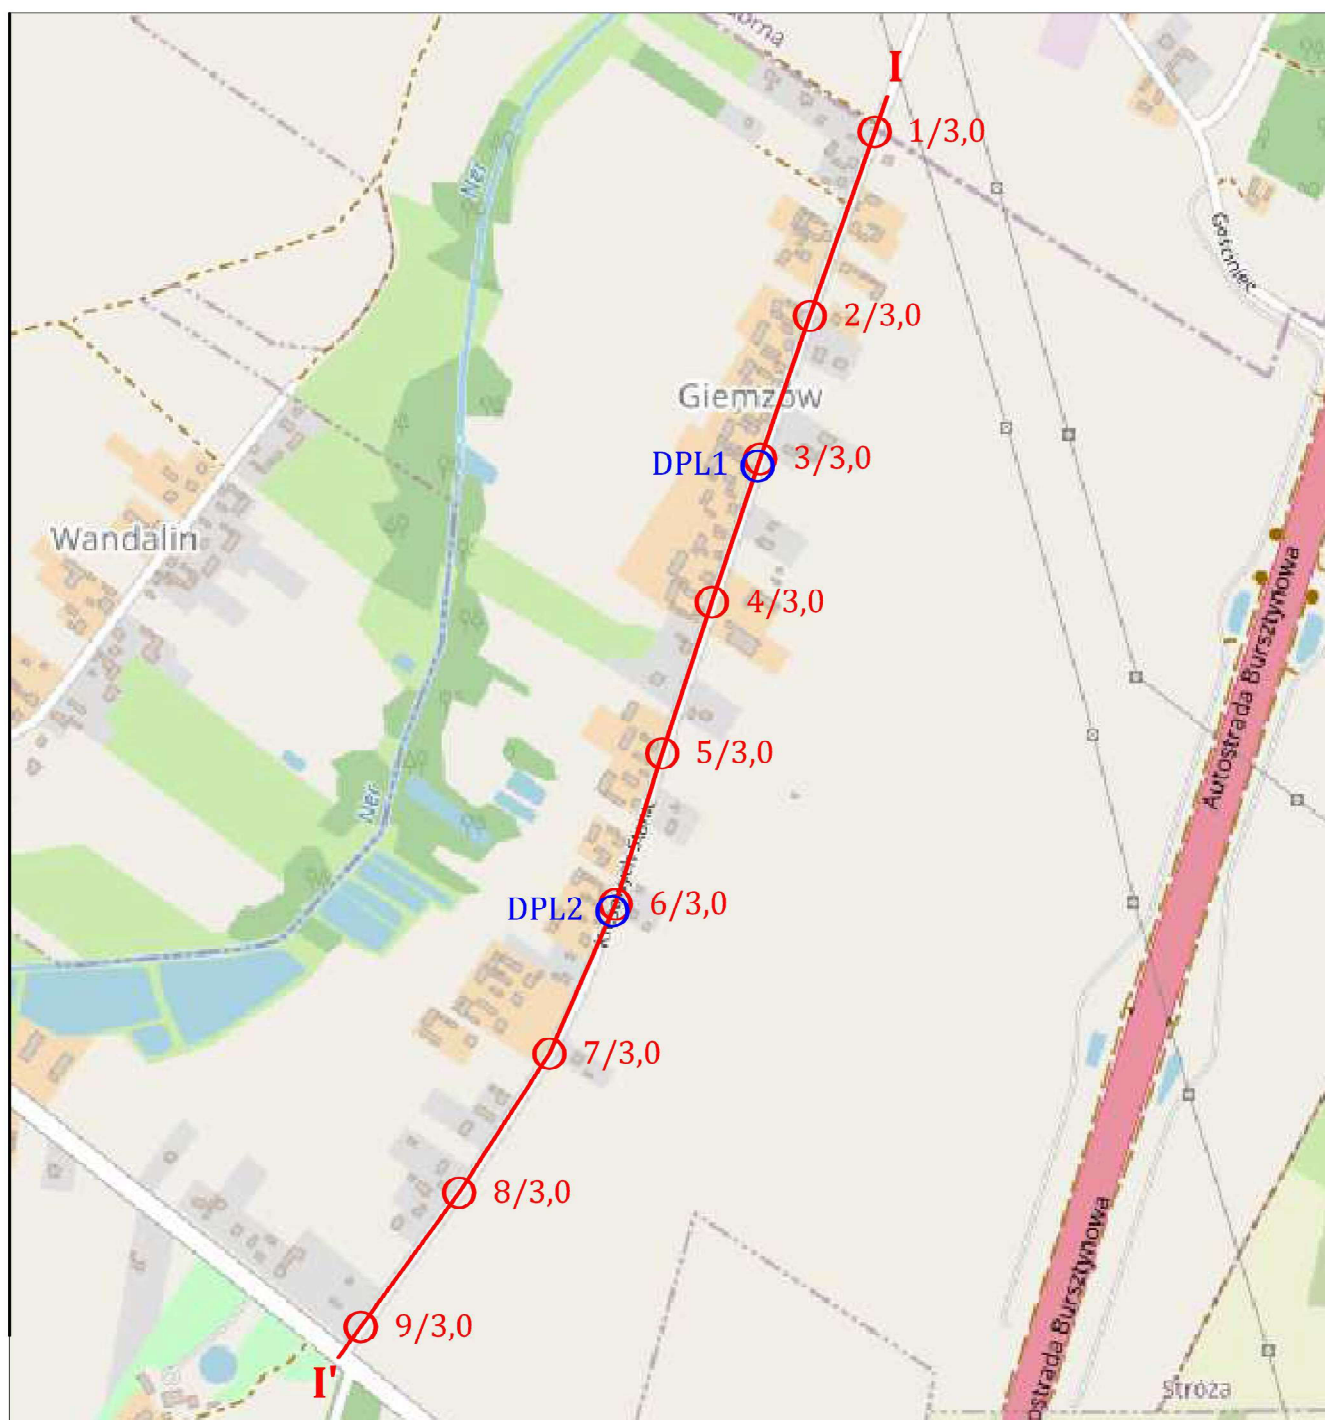 I
1/3,0
Ner
Gościniec
2/3,0
Giemzów
DPL1
3/3,0
Wandalin
4/3,0
Autostrada Bursztynowa
5/3,0
Ner
DPL2
6/3,0
7/3,0
8/3,0
ostrada Bursztynowa
9/3,0
I'
Stróża